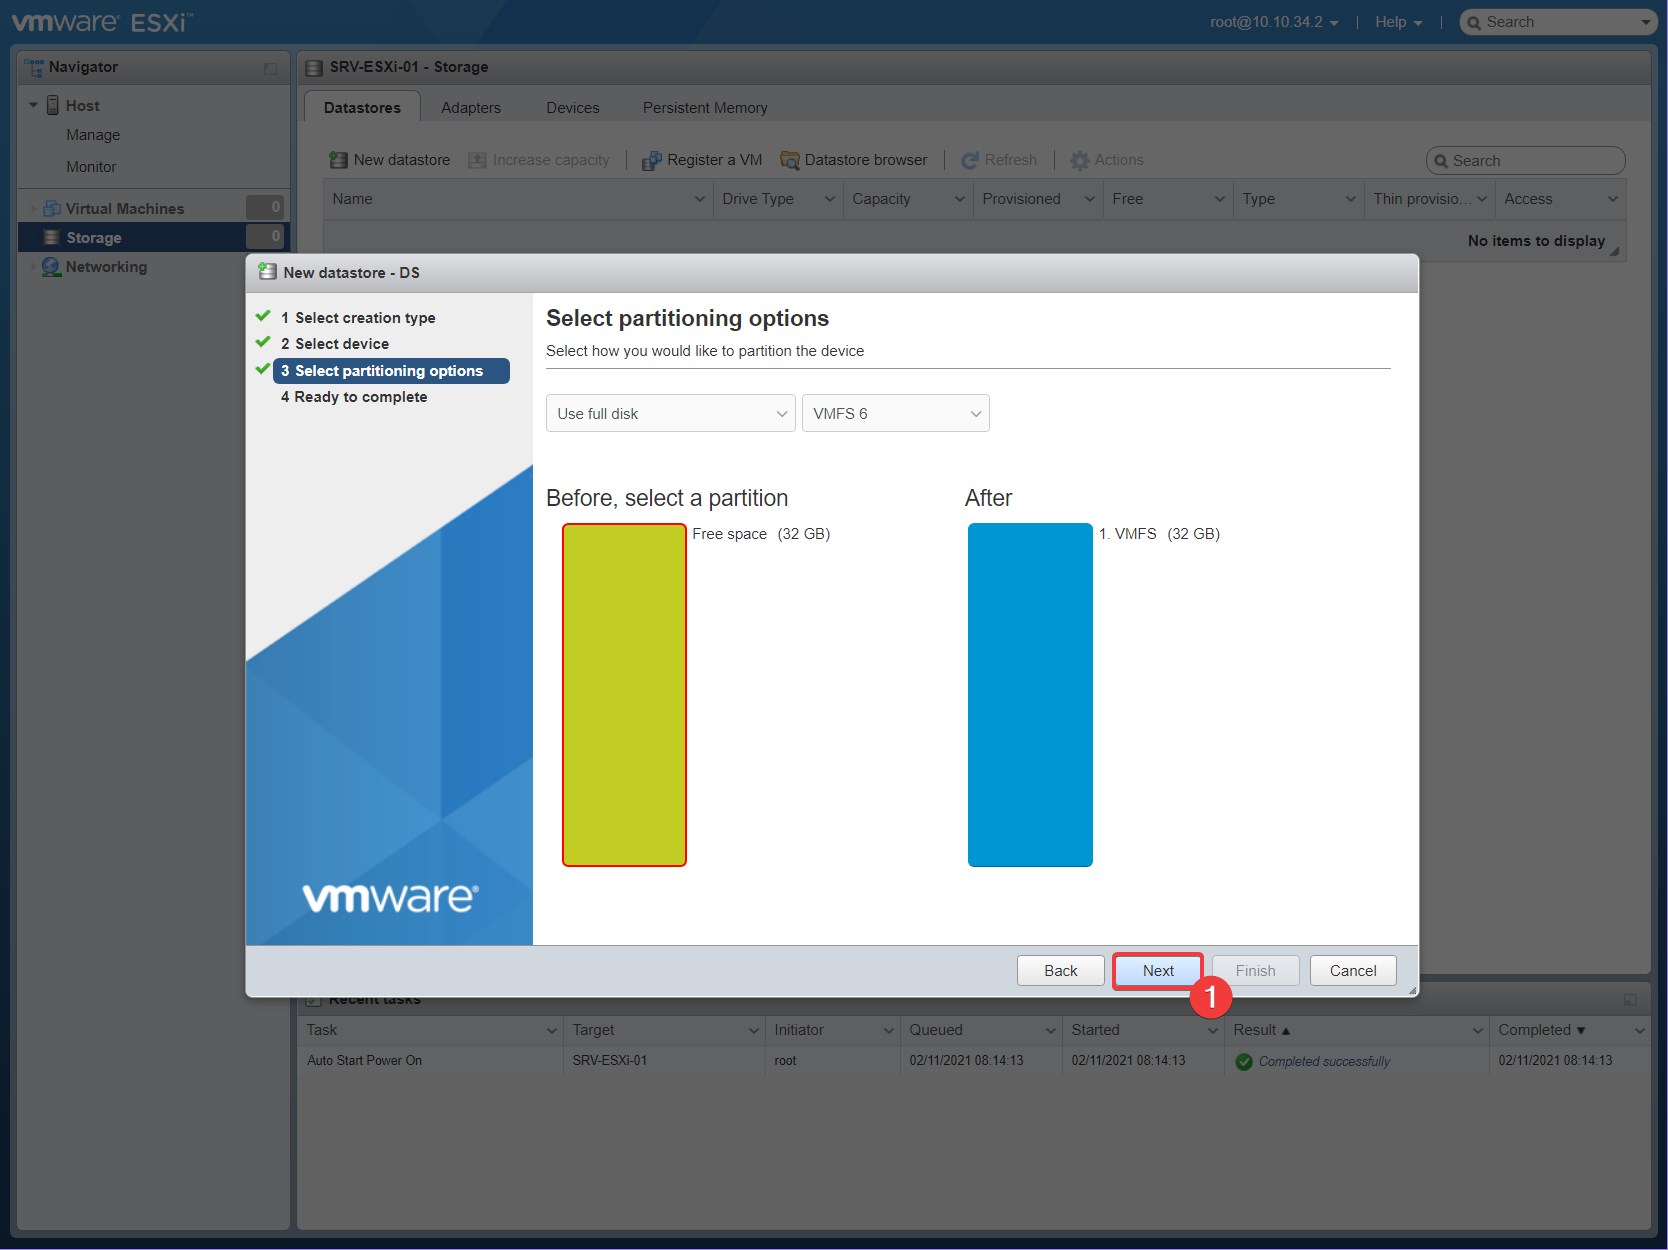 vmware® ESXi™
root@10.10.34.2 | Help | Search
Navigator
Host
Manage
Monitor
Virtual Machines 0
Storage 0
Networking
SRV-ESXi-01 - Storage
Datastores Adapters Devices Persistent Memory
New datastore Increase capacity | Register a VM Datastore browser | Refresh | Actions Search
Name Drive Type Capacity Provisioned Free Type Thin provisio... Access
No items to display
New datastore - DS
1 Select creation type
2 Select device
3 Select partitioning options
4 Ready to complete
vmware®
Select partitioning options
Select how you would like to partition the device
Use full disk VMFS 6
Before, select a partition After
Free space (32 GB) 1. VMFS (32 GB)
Back Next Finish Cancel
1
Recent tasks
Task Target Initiator Queued Started Result ▲ Completed ▼
Auto Start Power On SRV-ESXi-01 root 02/11/2021 08:14:13 02/11/2021 08:14:13 Completed successfully 02/11/2021 08:14:13